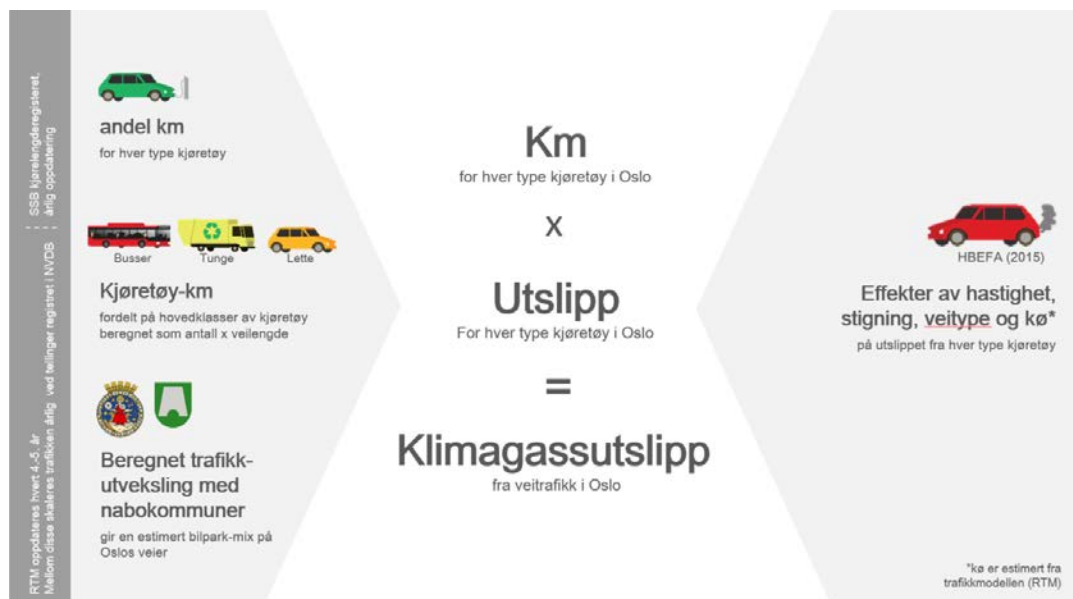 SSB kjørelengderegisteret,
årlig oppdatering
RTM oppdateres hvert 4.-5. år
Mellom disse skaleres trafikken årlig ved tellinger registret i NVDB
andel km
for hver type kjøretøy
Busser
Tunge
Lette
Kjøretøy-km
fordelt på hovedklasser av kjøretøy
beregnet som antall x veilengde
Beregnet trafikk-
utveksling med
nabokommuner
gir en estimert bilpark-mix på
Oslos veier
Km
for hver type kjøretøy i Oslo
x
Utslipp
For hver type kjøretøy i Oslo
=
Klimagassutslipp
fra veitrafikk i Oslo
HBEFA (2015)
Effekter av hastighet,
stigning, veitype og kø*
på utslippet fra hver type kjøretøy
*kø er estimert fra
trafikkmodellen (RTM)